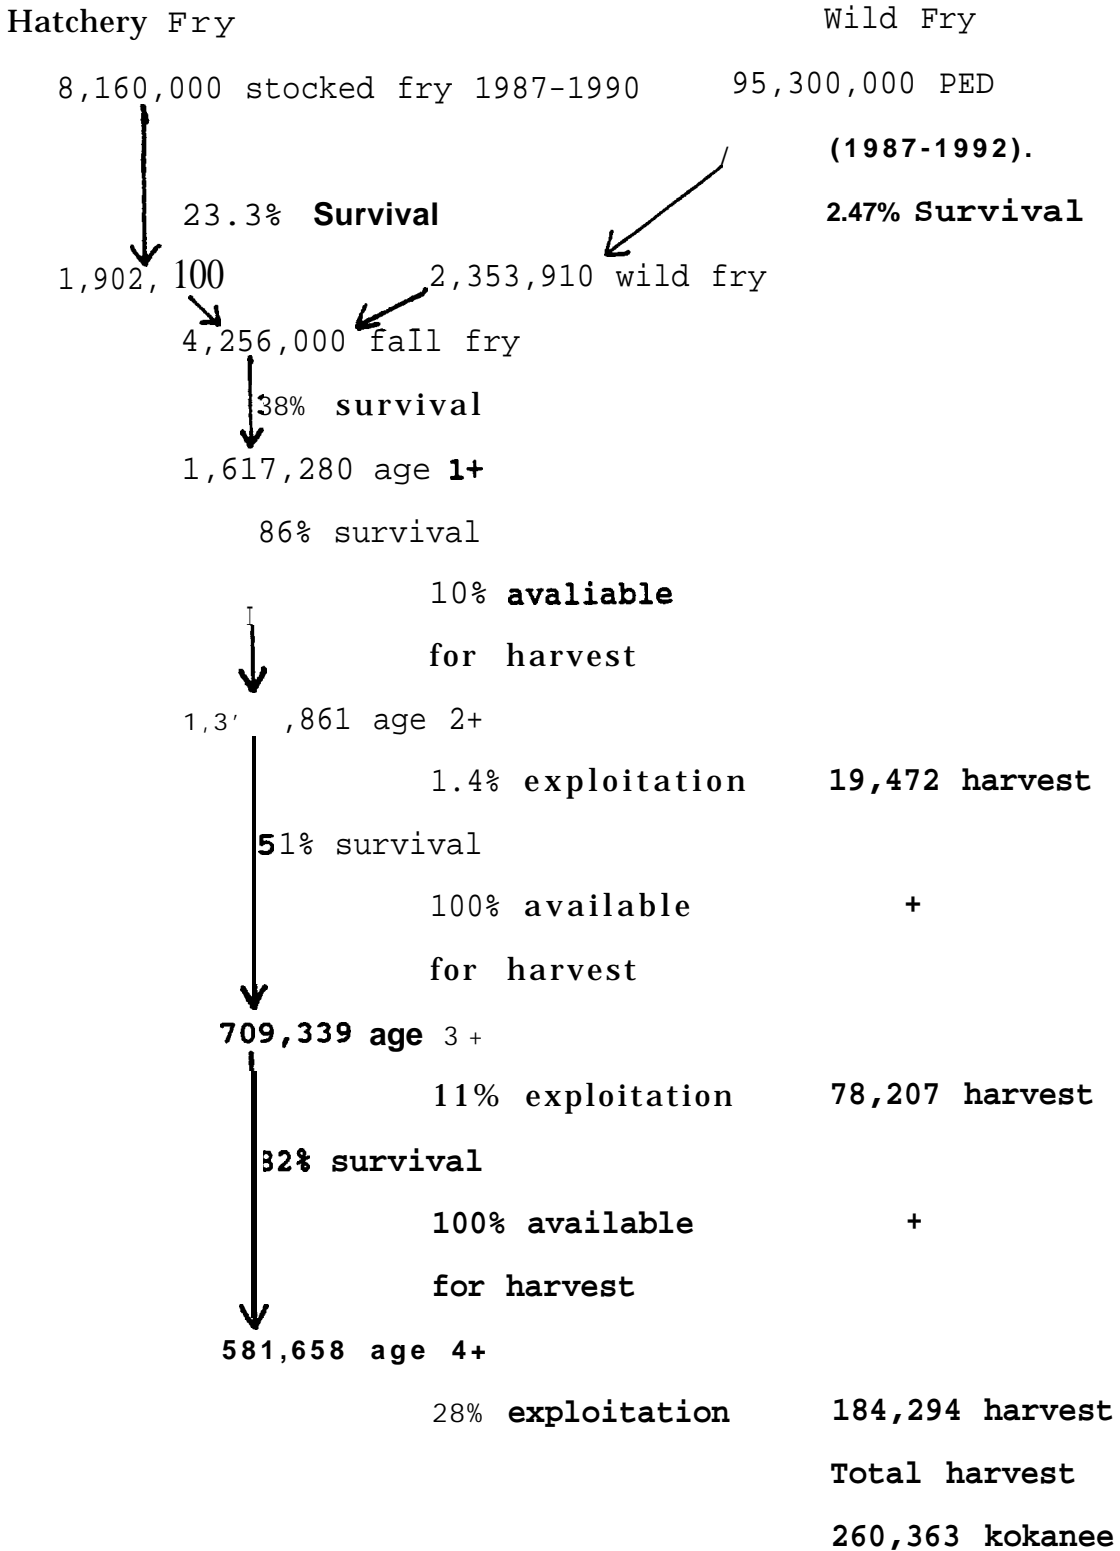 Hatchery Fry
Wild Fry
8,160,000 stocked fry 1987-1990
95,300,000 PED
(1987-1992).
23.3% Survival
2.47% Survival
1,902,100
2,353,910 wild fry
4,256,000 fall fry
38% survival
1,617,280 age 1+
86% survival
10% avaliable
for harvest
,861 age 2+
1.4% exploitation
19,472 harvest
51% survival
100% available
+
for harvest
709,339 age 3+
11% exploitation
78,207 harvest
82% survival
100% available
+
for harvest
581,658 age 4+
28% exploitation
184,294 harvest
Total harvest
260,363 kokanee